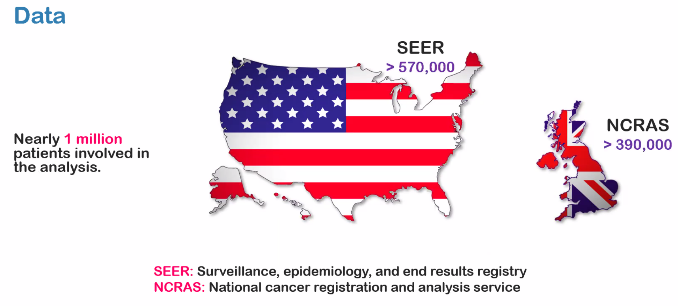 Data
SEER
> 570,000
NCRAS
> 390,000
Nearly 1 million
patients involved in
the analysis.
SEER: Surveillance, epidemiology, and end results registry
NCRAS: National cancer registration and analysis service